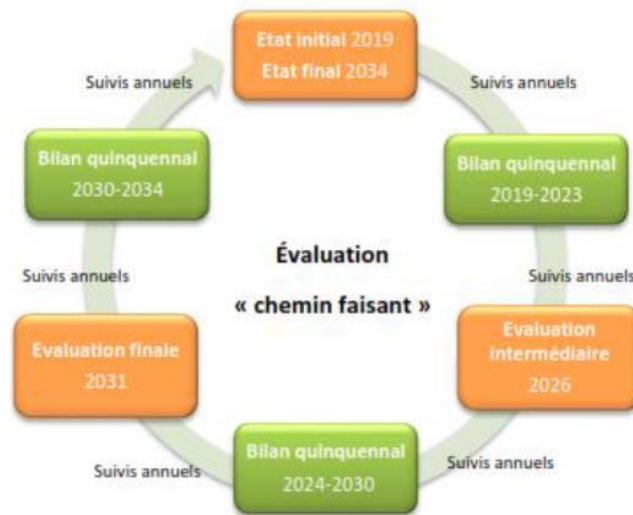 Etat initial 2019
Etat final 2034
Suivis annuels
Bilan quinquennal
2019-2023
Suivis annuels
Evaluation
intermédiaire
2026
Suivis annuels
Bilan quinquennal
2024-2030
Suivis annuels
Evaluation finale
2031
Suivis annuels
Bilan quinquennal
2030-2034
Suivis annuels
Évaluation
« chemin faisant »